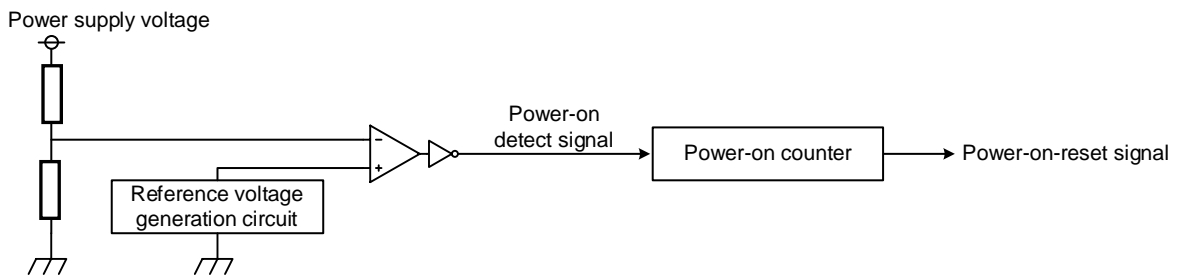 Power supply voltage
Power-on
detect signal
-
+
Power-on counter
Power-on-reset signal
Reference voltage
generation circuit